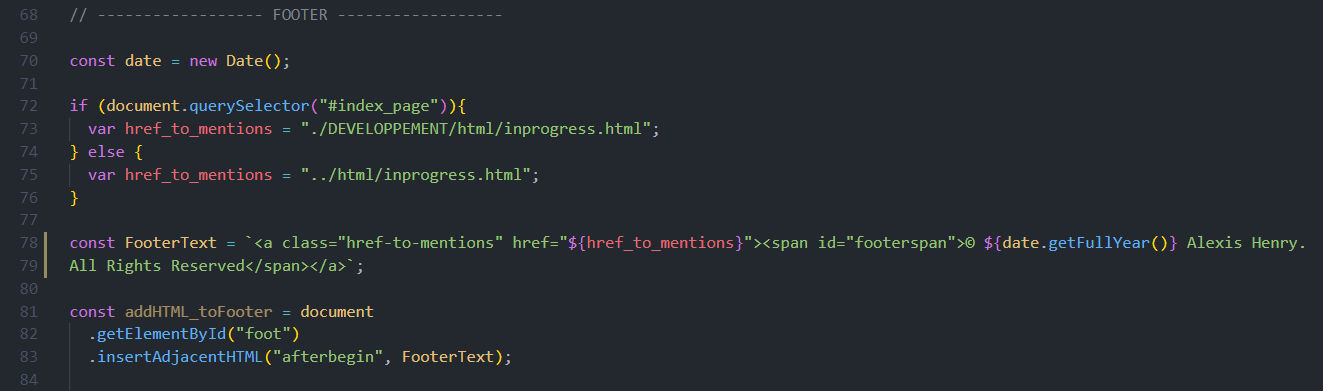 68 // ------------------ FOOTER ------------------
69
70 const date = new Date();
71
72 if (document.querySelector("#index_page")){
73 var href_to_mentions = "./DEVELOPPEMENT/html/inprogress.html";
74 } else {
75 var href_to_mentions = "../html/inprogress.html";
76 }
77
78 const FooterText = `<a class="href-to-mentions" href="${href_to_mentions}"><span id="footerspan">© ${date.getFullYear()} Alexis Henry.
79 All Rights Reserved</span></a>`;
80
81 const addHTML_toFooter = document
82 .getElementById("foot")
83 .insertAdjacentHTML("afterbegin", FooterText);
84